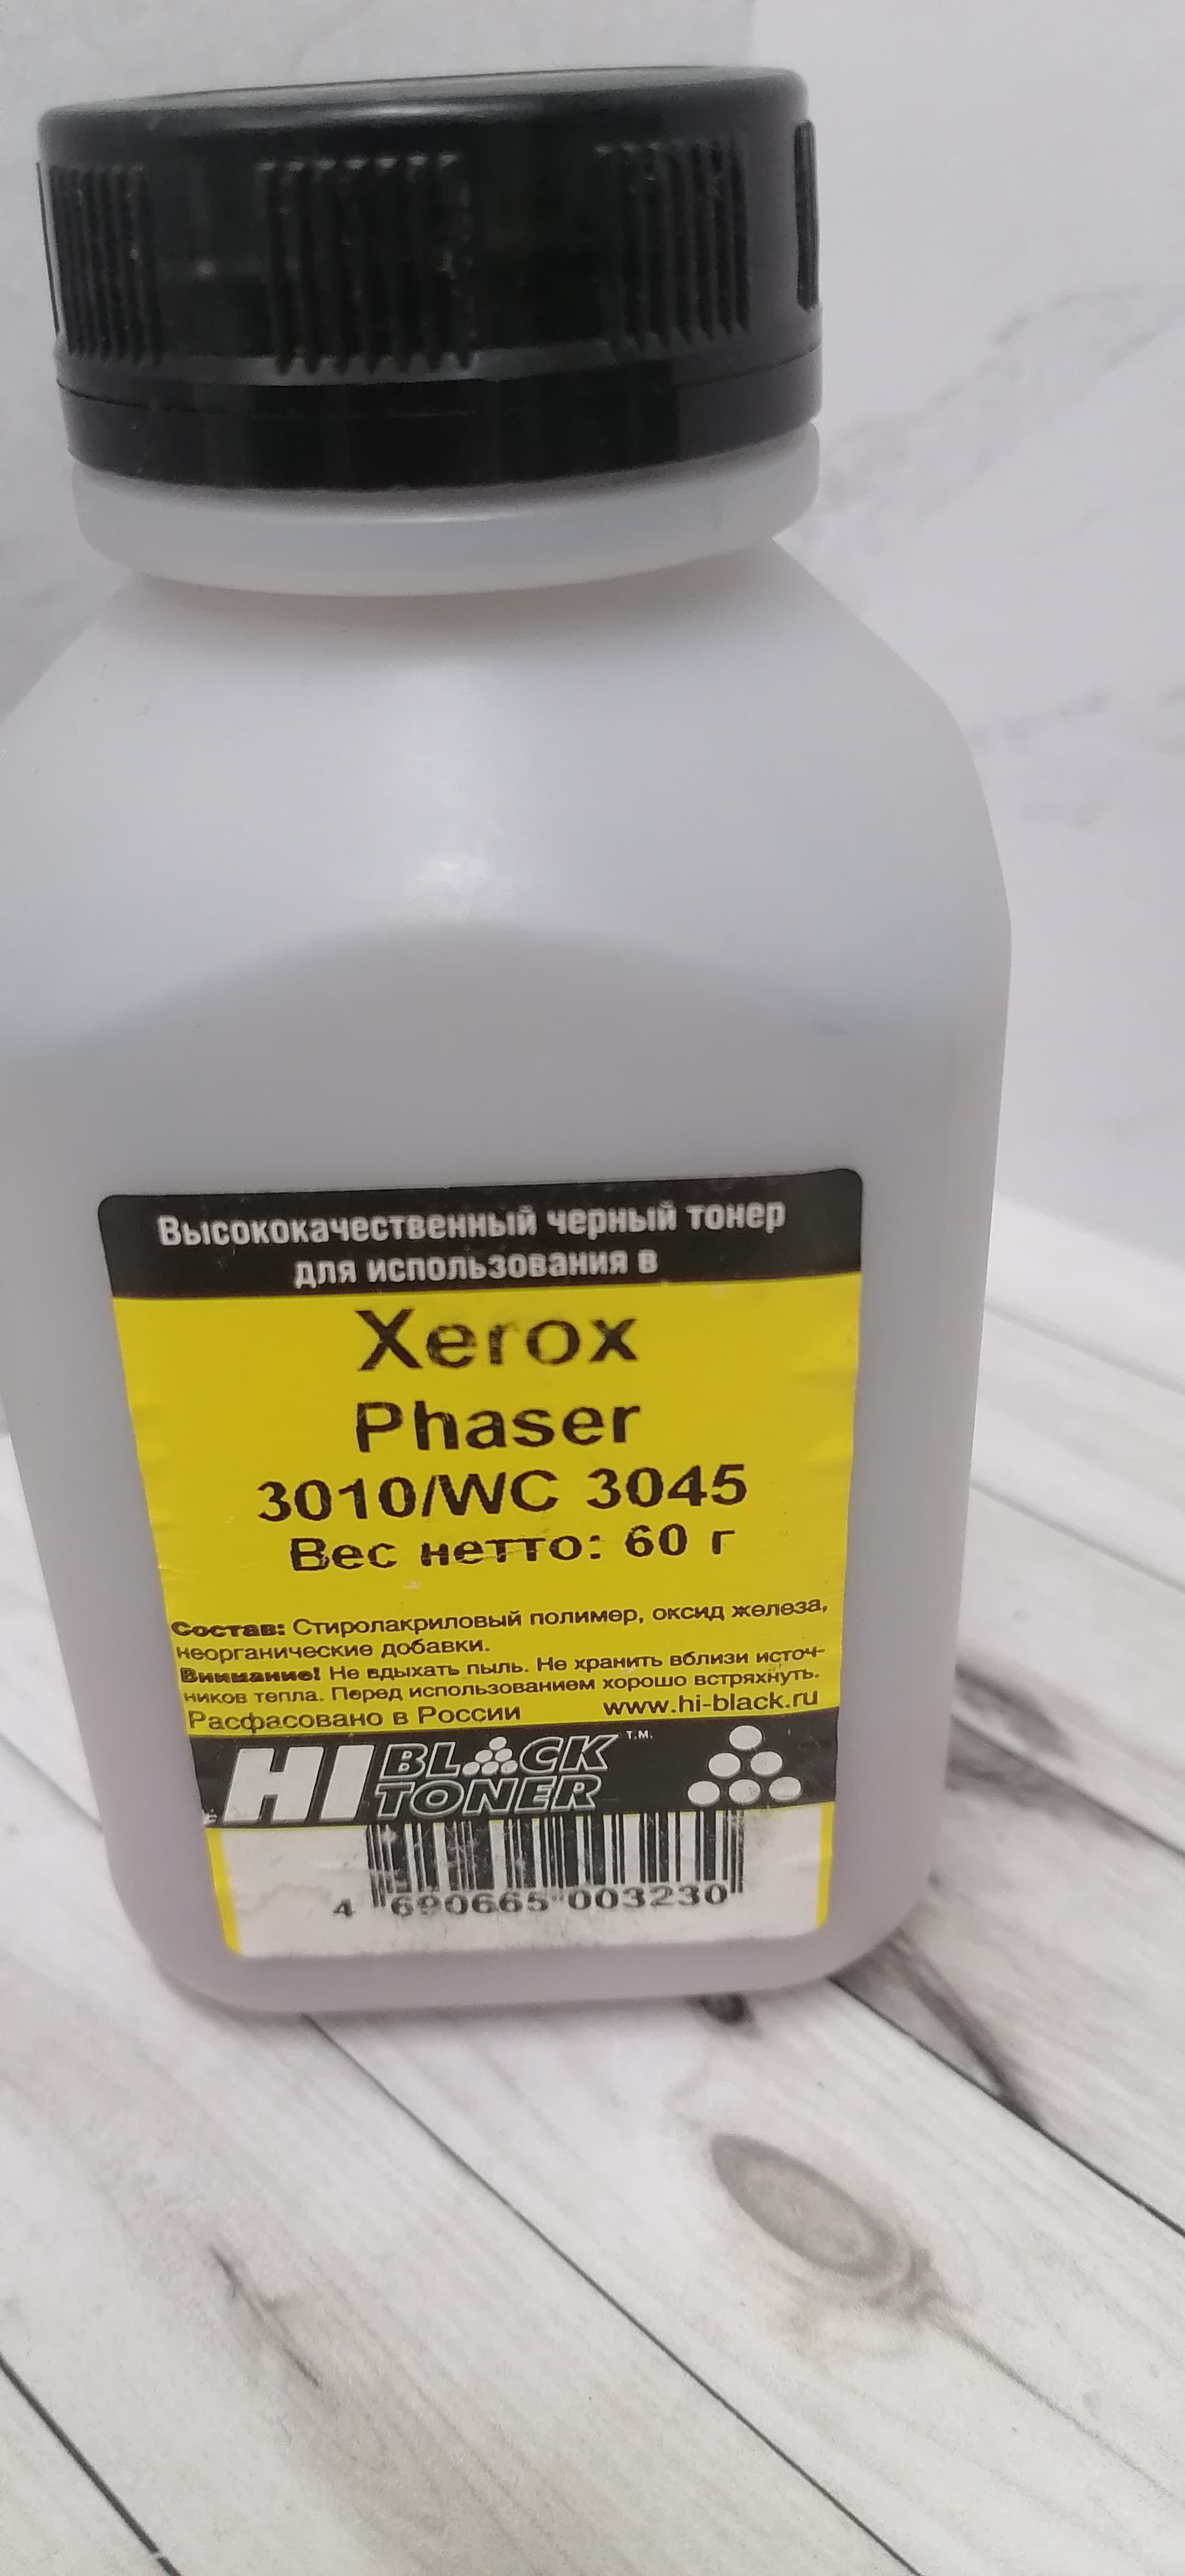 Высококачественный черный тонер
для использования в
Xerox
Phaser
3010/WC 3045
Вес нетто: 60 г
Состав: Стиролакриловый полимер, оксид железа,
неорганические добавки.
Внимание! Не вдыхать пыль. Не хранить вблизи источ-
ников тепла. Перед использованием хорошо встряхнуть.
Расфасовано в России www.hi-black.ru
HI BLACK T.M.
TONER
4 690665 003230